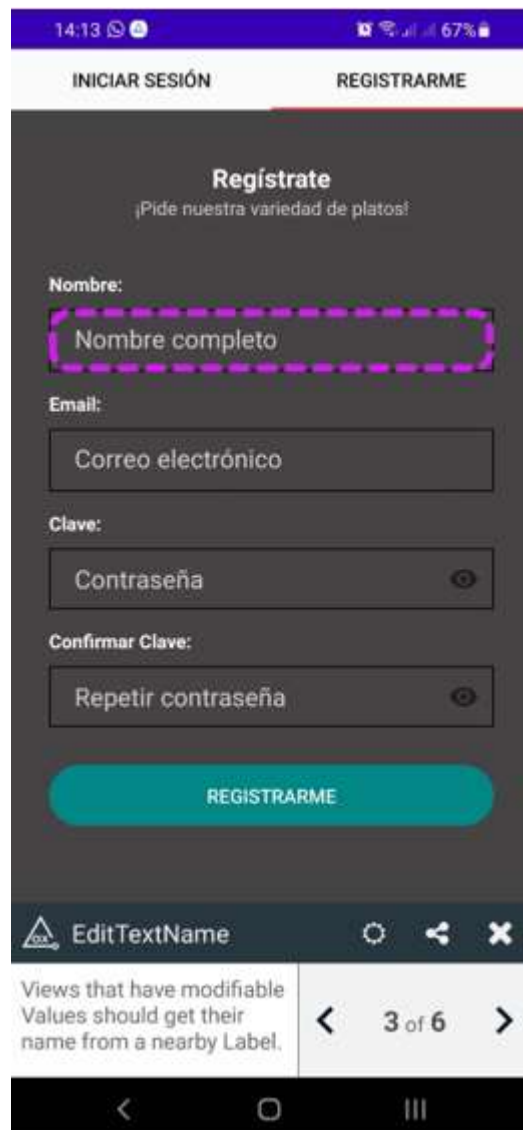 14:13 67%
INICIAR SESIÓN REGISTRARME
Regístrate
¡Pide nuestra variedad de platos!
Nombre:
Nombre completo
Email:
Correo electrónico
Clave:
Contraseña
Confirmar Clave:
Repetir contraseña
REGISTRARME
ax EditTextName
Views that have modifiable
Values should get their
name from a nearby Label.
3 of 6